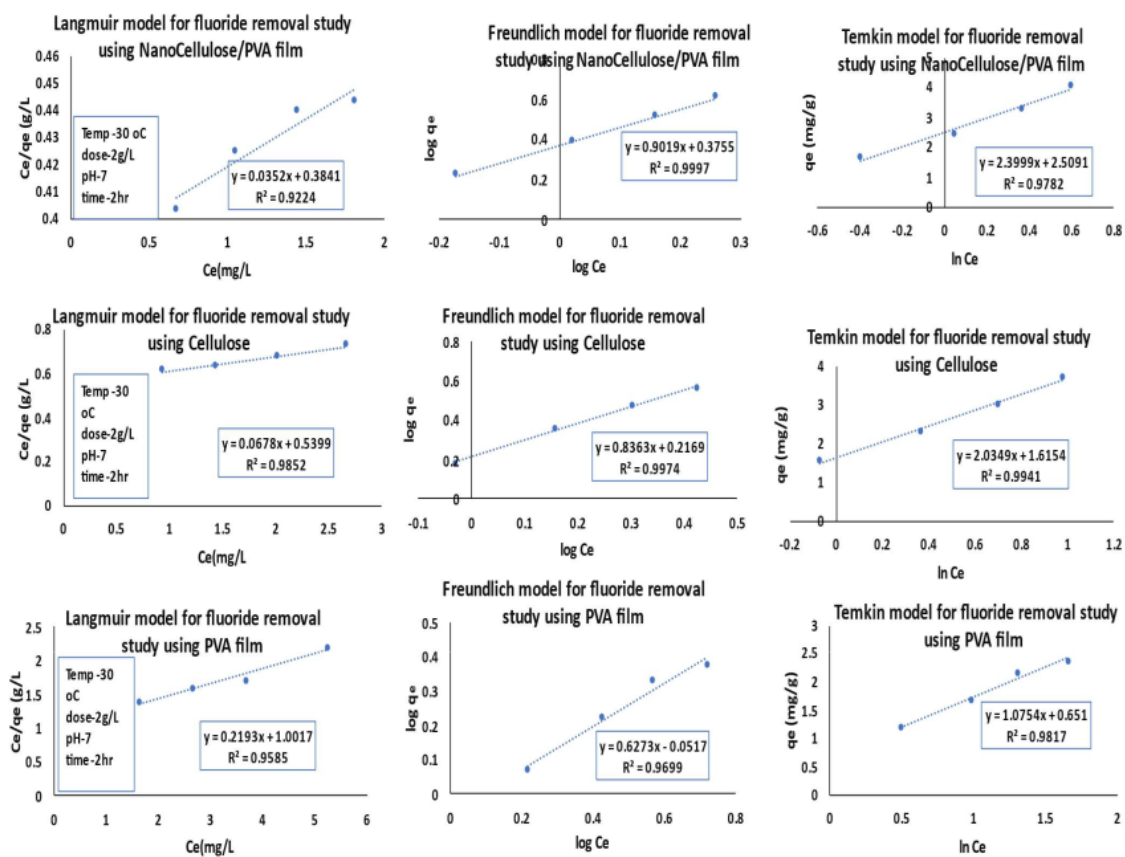 Langmuir model for fluoride removal study
using NanoCellulose/PVA film
0.46
0.45
0.44
0.43
0.42
0.41
0.4
Ce/qe (g/L
Temp -30 oC
dose-2g/L
pH-7
time -2hr
y = 0.0352x + 0.3841
R² = 0.9224
0 0.5 1 1.5 2
Ce(mg/L
Freundlich model for fluoride removal
study using NanoCellulose/PVA film
0.8
0.6
0.4
0.2
0
log qe
y = 0.9019x + 0.3755
R² = 0.9997
-0.2 -0.1 0 0.1 0.2 0.3
log Ce
Temkin model for fluoride removal
study using NanoCellulose/PVA film
5
4
3
2
1
0
qe (mg/g)
y = 2.3999x + 2.5091
R² = 0.9782
-0.6 -0.4 -0.2 0 0.2 0.4 0.6 0.8
ln Ce
Langmuir model for fluoride removal study
using Cellulose
0.8
0.6
0.4
0.2
0
Ce/qe (g/L
Temp -30
oC
dose-2g/L
pH-7
time -2hr
y = 0.0678x + 0.5399
R² = 0.9852
0 0.5 1 1.5 2 2.5 3
Ce(mg/L
Freundlich model for fluoride removal
study using Cellulose
0.8
0.6
0.4
0.2
0
log qe
y = 0.8363x + 0.2169
R² = 0.9974
-0.1 0 0.1 0.2 0.3 0.4 0.5
log Ce
Temkin model for fluoride removal study
using Cellulose
4
3
2
1
0
qe (mg/g)
y = 2.0349x + 1.6154
R² = 0.9941
-0.2 0 0.2 0.4 0.6 0.8 1 1.2
ln Ce
Langmuir model for fluoride removal
study using PVA film
2.5
2
1.5
1
0.5
0
Ce/qe (g/L
Temp -30
oC
dose-2g/L
pH-7
time -2hr
y = 0.2193x + 1.0017
R² = 0.9585
0 1 2 3 4 5 6
Ce(mg/L
Freundlich model for fluoride removal
study using PVA film
0.5
0.4
0.3
0.2
0.1
0
log qe
y = 0.6273x - 0.0517
R² = 0.9699
0 0.2 0.4 0.6 0.8
log Ce
Temkin model for fluoride removal study
using PVA film
3
2.5
2
1.5
1
0.5
0
qe (mg/g)
y = 1.0754x + 0.651
R² = 0.9817
0 0.5 1 1.5 2
ln Ce